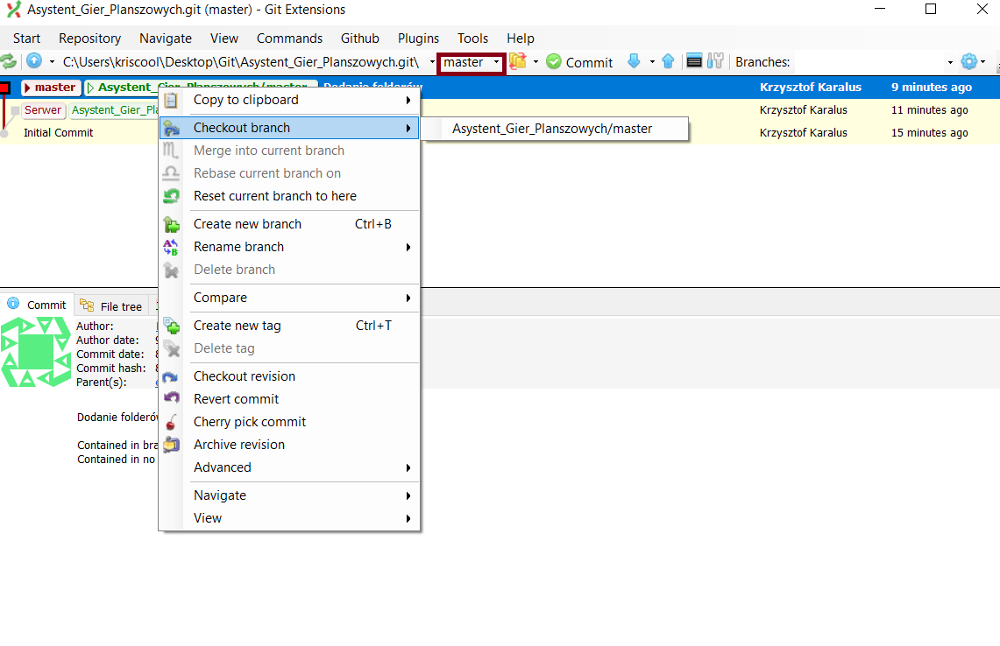 Asystent_Gier_Planszowych.git (master) - Git Extensions
Start Repository Navigate View Commands Github Plugins Tools Help
C:\Users\kriscool\Desktop\Git\Asystent_Gier_Planszowych.git\ master Commit Branches:
master Asystent_Gier_Planszowych/master Dodanie folderów Krzysztof Karalus 9 minutes ago
Serwer Asystent_Gier_Pla Krzysztof Karalus 11 minutes ago
Initial Commit Krzysztof Karalus 15 minutes ago
Copy to clipboard
Checkout branch
Asystent_Gier_Planszowych/master
Merge into current branch
Rebase current branch on
Reset current branch to here
Create new branch Ctrl+B
Rename branch
Delete branch
Compare
Create new tag Ctrl+T
Delete tag
Checkout revision
Revert commit
Cherry pick commit
Archive revision
Advanced
Navigate
View
Commit File tree
Author:
Author date: 9
Commit date: 8
Commit hash: 8
Parent(s):
Dodanie folderów
Contained in bra
Contained in no